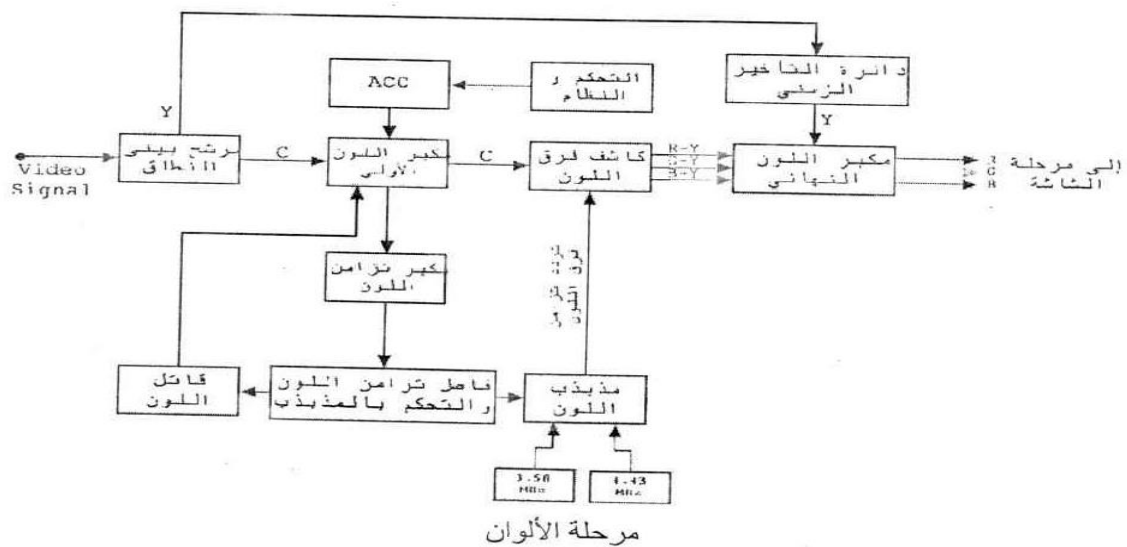 دائرة التأخير
الزمني
ACC
التحكم و
النظام
Y
Y
Video
Signal
مرشح بيني
النطاق
C
مكبر اللون
الأولي
C
كاشف فرق
اللون
R-Y
G-Y
B-Y
مكبر اللون
النهائي
R
G
B
إلى مرحلة
الشاشة
مكبر تزامن
اللون
فرق اللون
قاتل
اللون
فاصل تزامن اللون
والتحكم بالمذبذب
مذبذب
اللون
3.58
MHz
4.43
MHz
مرحلة الألوان